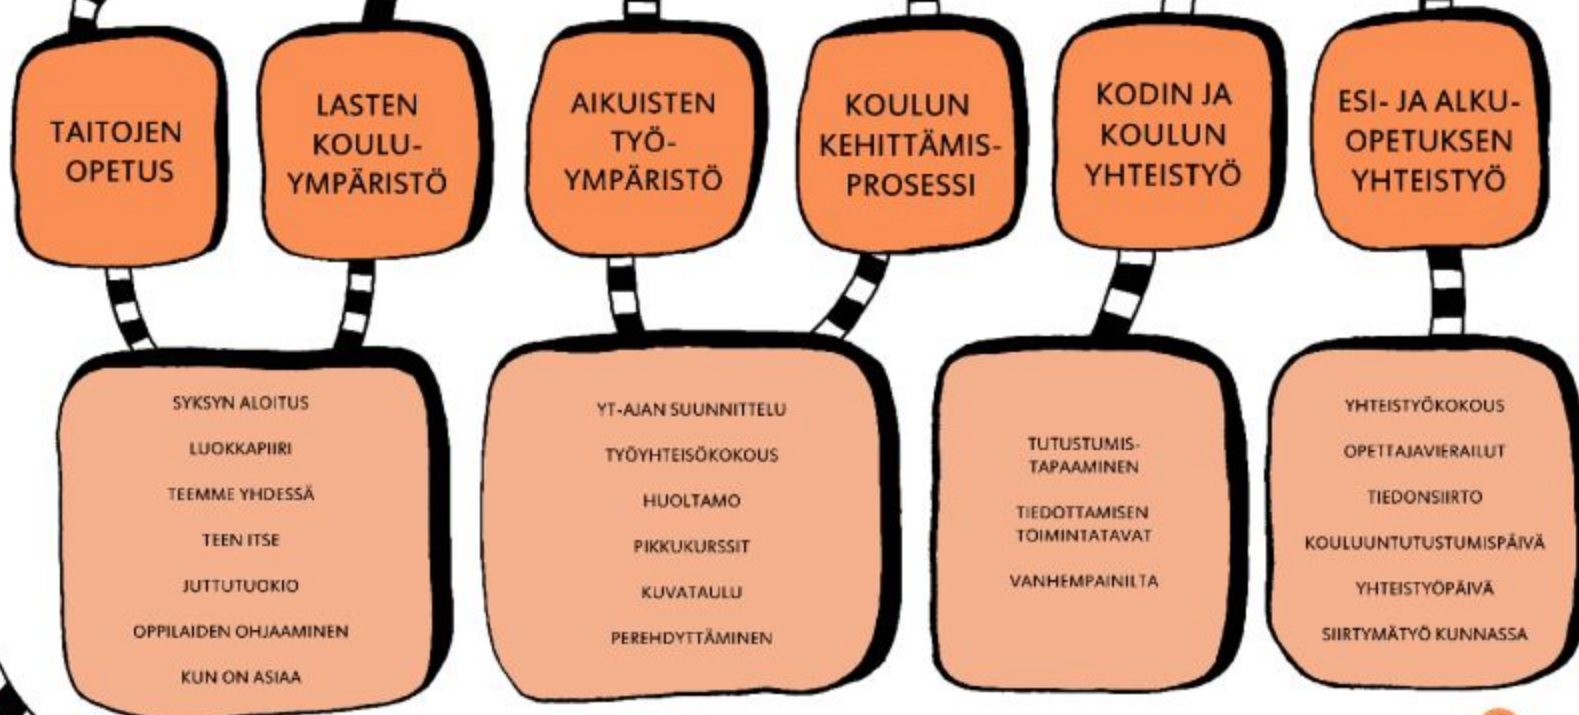 TAITOJEN
OPETUS
LASTEN
KOULU-
YMPÄRISTÖ
AIKUISTEN
TYÖ-
YMPÄRISTÖ
KOULUN
KEHITTÄMIS-
PROSESSI
KODIN JA
KOULUN
YHTEISTYÖ
ESI- JA ALKU-
OPETUKSEN
YHTEISTYÖ
SYKSYN ALOITUS
LUOKKAPIIRI
TEEMME YHDESSÄ
TEEN ITSE
JUTTUTUOKIO
OPPILAIDEN OHJAAMINEN
KUN ON ASIAA
YT-AJAN SUUNNITTELU
TYÖYHTEISÖKOKOUS
HUOLTAMO
PIKKUKURSSIT
KUVATAULU
PEREHDYTTÄMINEN
TUTUSTUMIS-
TAPAAMINEN
TIEDOTTAMISEN
TOIMINTATAVAT
VANHEMPAINILTA
YHTEISTYÖKOKOUS
OPETTAJAVIERAILUT
TIEDONSIIRTO
KOULUUNTUTUSTUMISPÄIVÄ
YHTEISTYÖPÄIVÄ
SIIRTYMÄTYÖ KUNNASSA